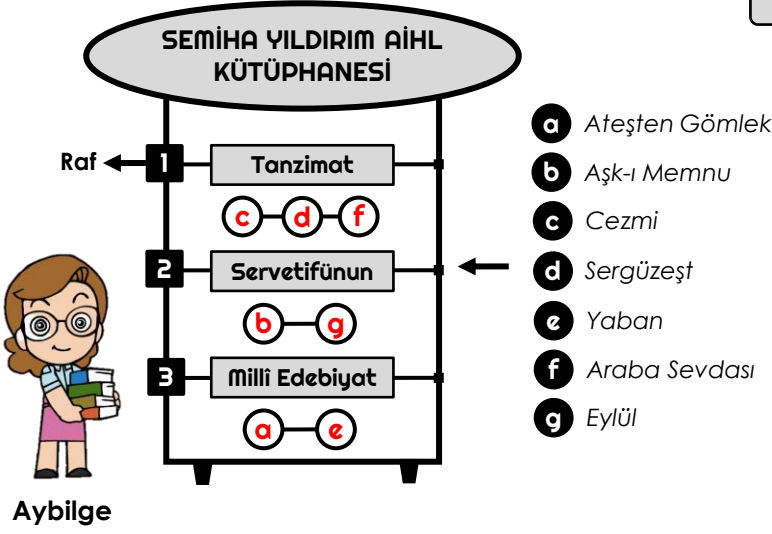 SEMİHA YILDIRIM AİHL
KÜTÜPHANESİ
Raf
1
Tanzimat
c d f
2
Servetifünun
b g
3
Millî Edebiyat
a e
Aybilge
a Ateşten Gömlek
b Aşk-ı Memnu
c Cezmi
d Sergüzeşt
e Yaban
f Araba Sevdası
g Eylül